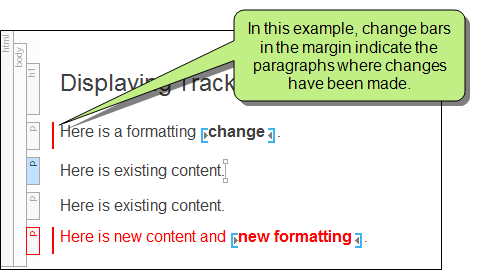 In this example, change bars
in the margin indicate the
paragraphs where changes
have been made.
html
body
h1
Displaying Track
p
Here is a formatting change .
p
Here is existing content.
p
Here is existing content.
p
Here is new content and new formatting .